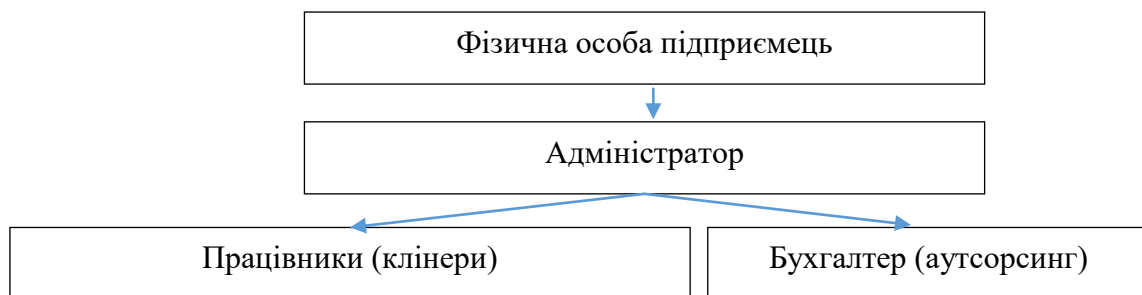 Фізична особа підприємець
Адміністратор
Працівники (клінери)
Бухгалтер (аутсорсинг)